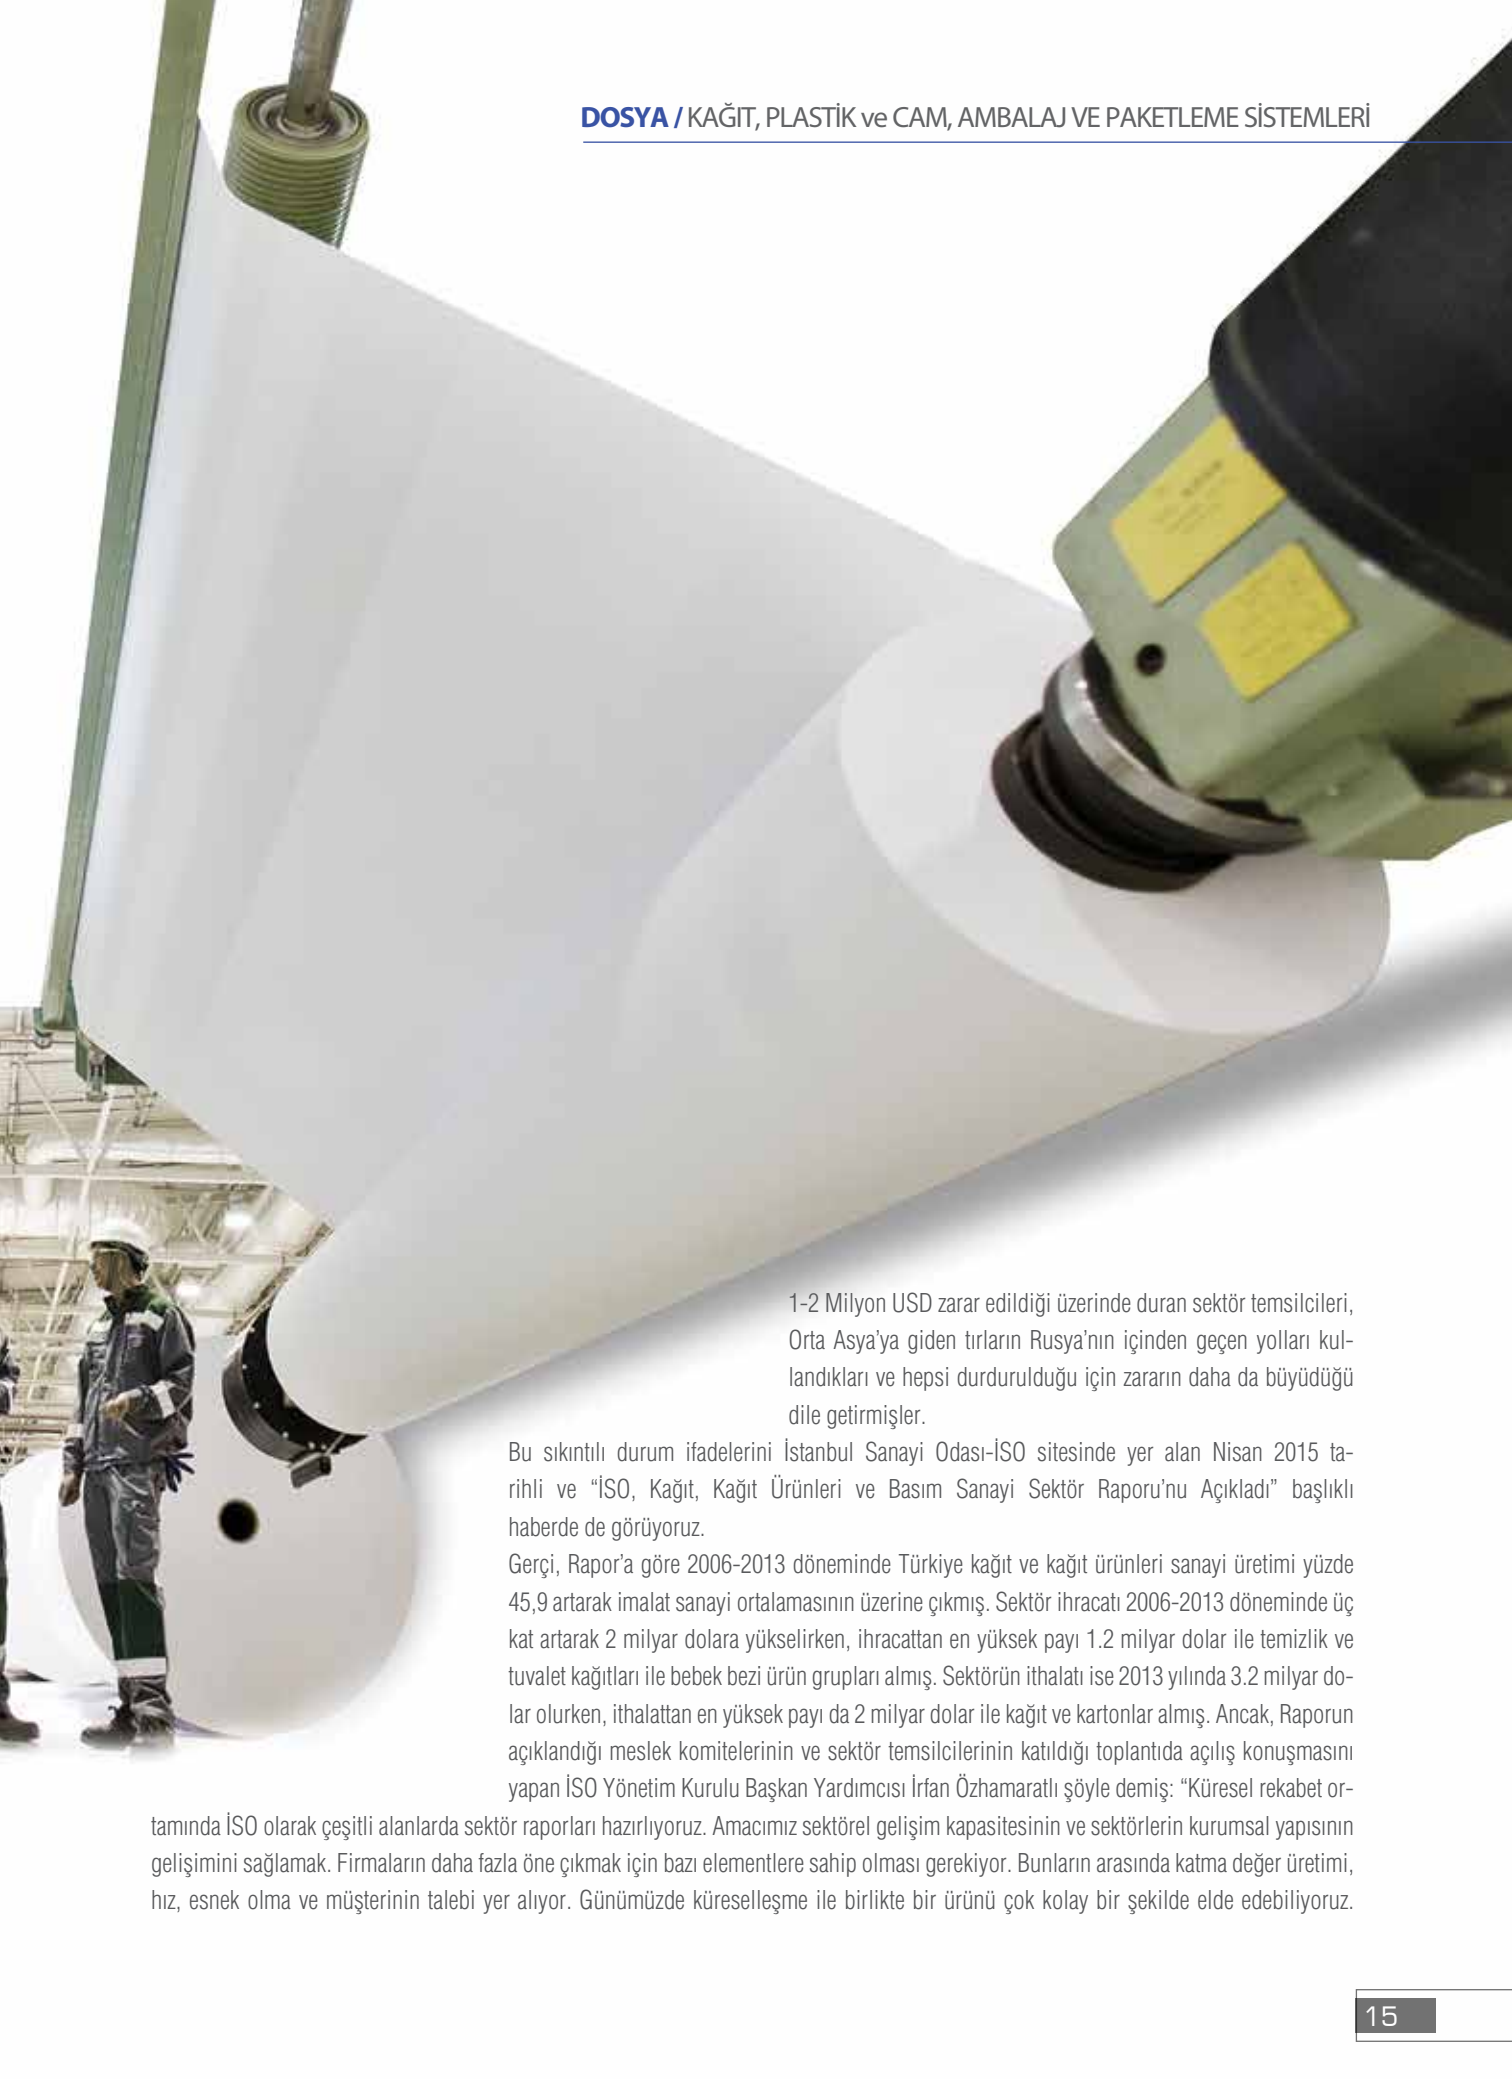 DOSYA / KAĞIT, PLASTİK ve CAM, AMBALAJ VE PAKETLEME SİSTEMLERİ
1-2 Milyon USD zarar edildiği üzerinde duran sektör temsilcileri,
Orta Asya’ya giden tırların Rusya’nın içinden geçen yolları kul-
landıkları ve hepsi durdurulduğu için zararın daha da büyüdüğü
dile getirmişler.
Bu sıkıntılı durum ifadelerini İstanbul Sanayi Odası-İSO sitesinde yer alan Nisan 2015 ta-
rihli ve “İSO, Kağıt, Kağıt Ürünleri ve Basım Sanayi Sektör Raporu’nu Açıkladı” başlıklı
haberde de görüyoruz.
Gerçi, Rapor’a göre 2006-2013 döneminde Türkiye kağıt ve kağıt ürünleri sanayi üretimi yüzde
45,9 artarak imalat sanayi ortalamasının üzerine çıkmış. Sektör ihracatı 2006-2013 döneminde üç
kat artarak 2 milyar dolara yükselirken, ihracattan en yüksek payı 1.2 milyar dolar ile temizlik ve
tuvalet kağıtları ile bebek bezi ürün grupları almış. Sektörün ithalatı ise 2013 yılında 3.2 milyar do-
lar olurken, ithalattan en yüksek payı da 2 milyar dolar ile kağıt ve kartonlar almış. Ancak, Raporun
açıklandığı meslek komitelerinin ve sektör temsilcilerinin katıldığı toplantıda açılış konuşmasını
yapan İSO Yönetim Kurulu Başkan Yardımcısı İrfan Özhamaratlı şöyle demiş: “Küresel rekabet or-
tamında İSO olarak çeşitli alanlarda sektör raporları hazırlıyoruz. Amacımız sektörel gelişim kapasitesinin ve sektörlerin kurumsal yapısının
gelişimini sağlamak. Firmaların daha fazla öne çıkmak için bazı elementlere sahip olması gerekiyor. Bunların arasında katma değer üretimi,
hız, esnek olma ve müşterinin talebi yer alıyor. Günümüzde küreselleşme ile birlikte bir ürünü çok kolay bir şekilde elde edebiliyoruz.
15